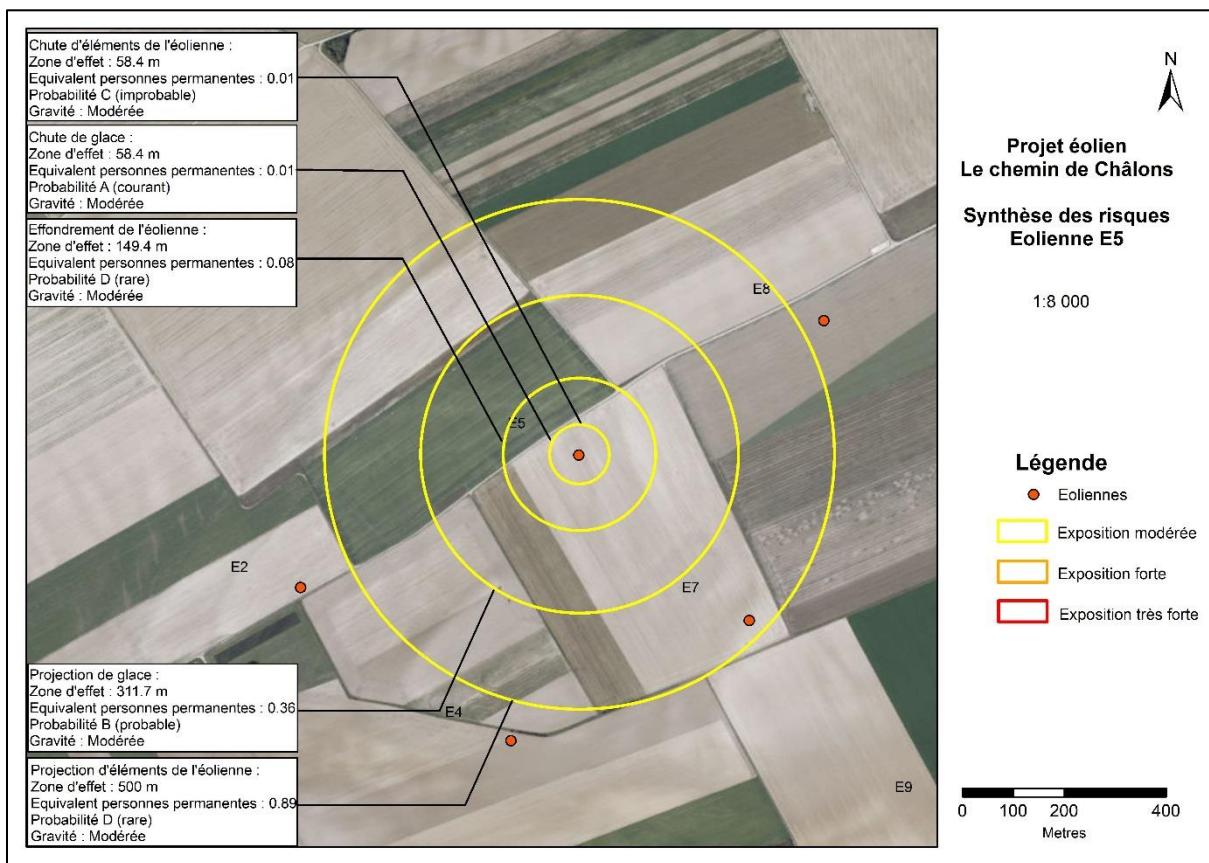 Chute d'éléments de l'éolienne :
Zone d'effet : 58.4 m
Equivalent personnes permanentes : 0.01
Probabilité C (improbable)
Gravité : Modérée
Chute de glace :
Zone d'effet : 58.4 m
Equivalent personnes permanentes : 0.01
Probabilité A (courant)
Gravité : Modérée
Effondrement de l'éolienne :
Zone d'effet : 149.4 m
Equivalent personnes permanentes : 0.08
Probabilité D (rare)
Gravité : Modérée
E8
E5
E2
E7
E4
E9
Projection de glace :
Zone d'effet : 311.7 m
Equivalent personnes permanentes : 0.36
Probabilité B (probable)
Gravité : Modérée
Projection d'éléments de l'éolienne :
Zone d'effet : 500 m
Equivalent personnes permanentes : 0.89
Probabilité D (rare)
Gravité : Modérée
N
Projet éolien
Le chemin de Châlons
Synthèse des risques
Eolienne E5
1:8 000
Légende
Eoliennes
Exposition modérée
Exposition forte
Exposition très forte
0 100 200 400
Metres